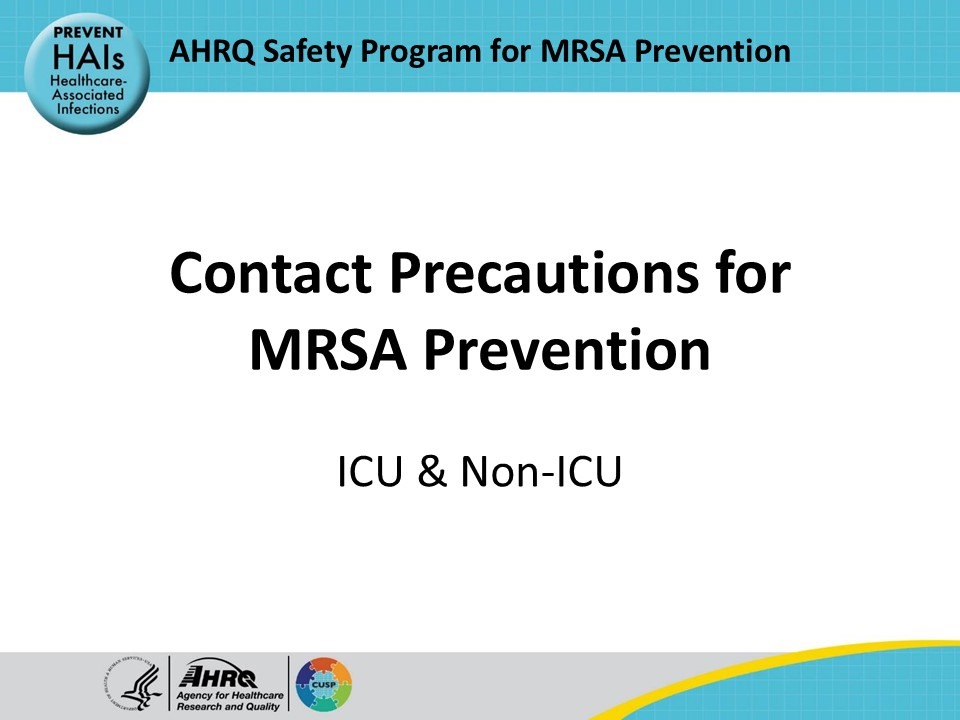 PREVENT
HAIs
Healthcare-
Associated
Infections
AHRQ Safety Program for MRSA Prevention
Contact Precautions for
MRSA Prevention
ICU & Non-ICU
AHRQ
Agency for Healthcare
Research and Quality
CUSP